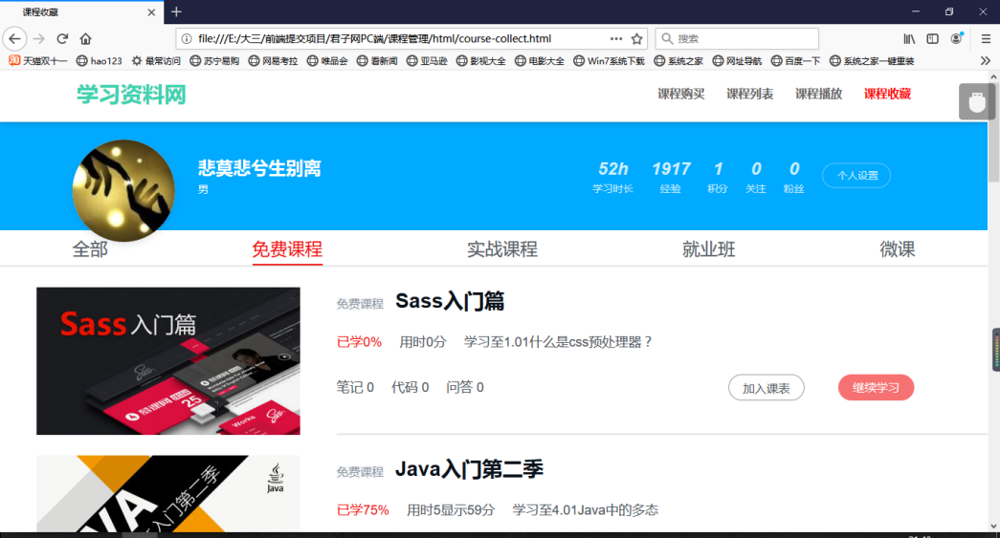 课程收藏
file:///E:/大三/前端提交项目/君子网PC端/课程管理/html/course-collect.html
搜索
淘 天猫双十一 hao123 最常访问 苏宁易购 网易考拉 唯品会 看新闻 亚马逊 影视大全 电影大全 Win7系统下载 系统之家 网址导航 百度一下 系统之家一键重装
学习资料网
课程购买 课程列表 课程播放 课程收藏
悲莫悲兮生别离
男
52h 1917 1 0 0
学习时长 经验 积分 关注 粉丝
个人设置
全部 免费课程 实战课程 就业班 微课
Sass入门篇
慕课网
25
Works
免费课程 Sass入门篇
已学0% 用时0分 学习至1.01什么是css预处理器？
笔记 0 代码 0 问答 0
加入课表 继续学习
入门第二季
Java
免费课程 Java入门第二季
已学75% 用时5显示59分 学习至4.01Java中的多态